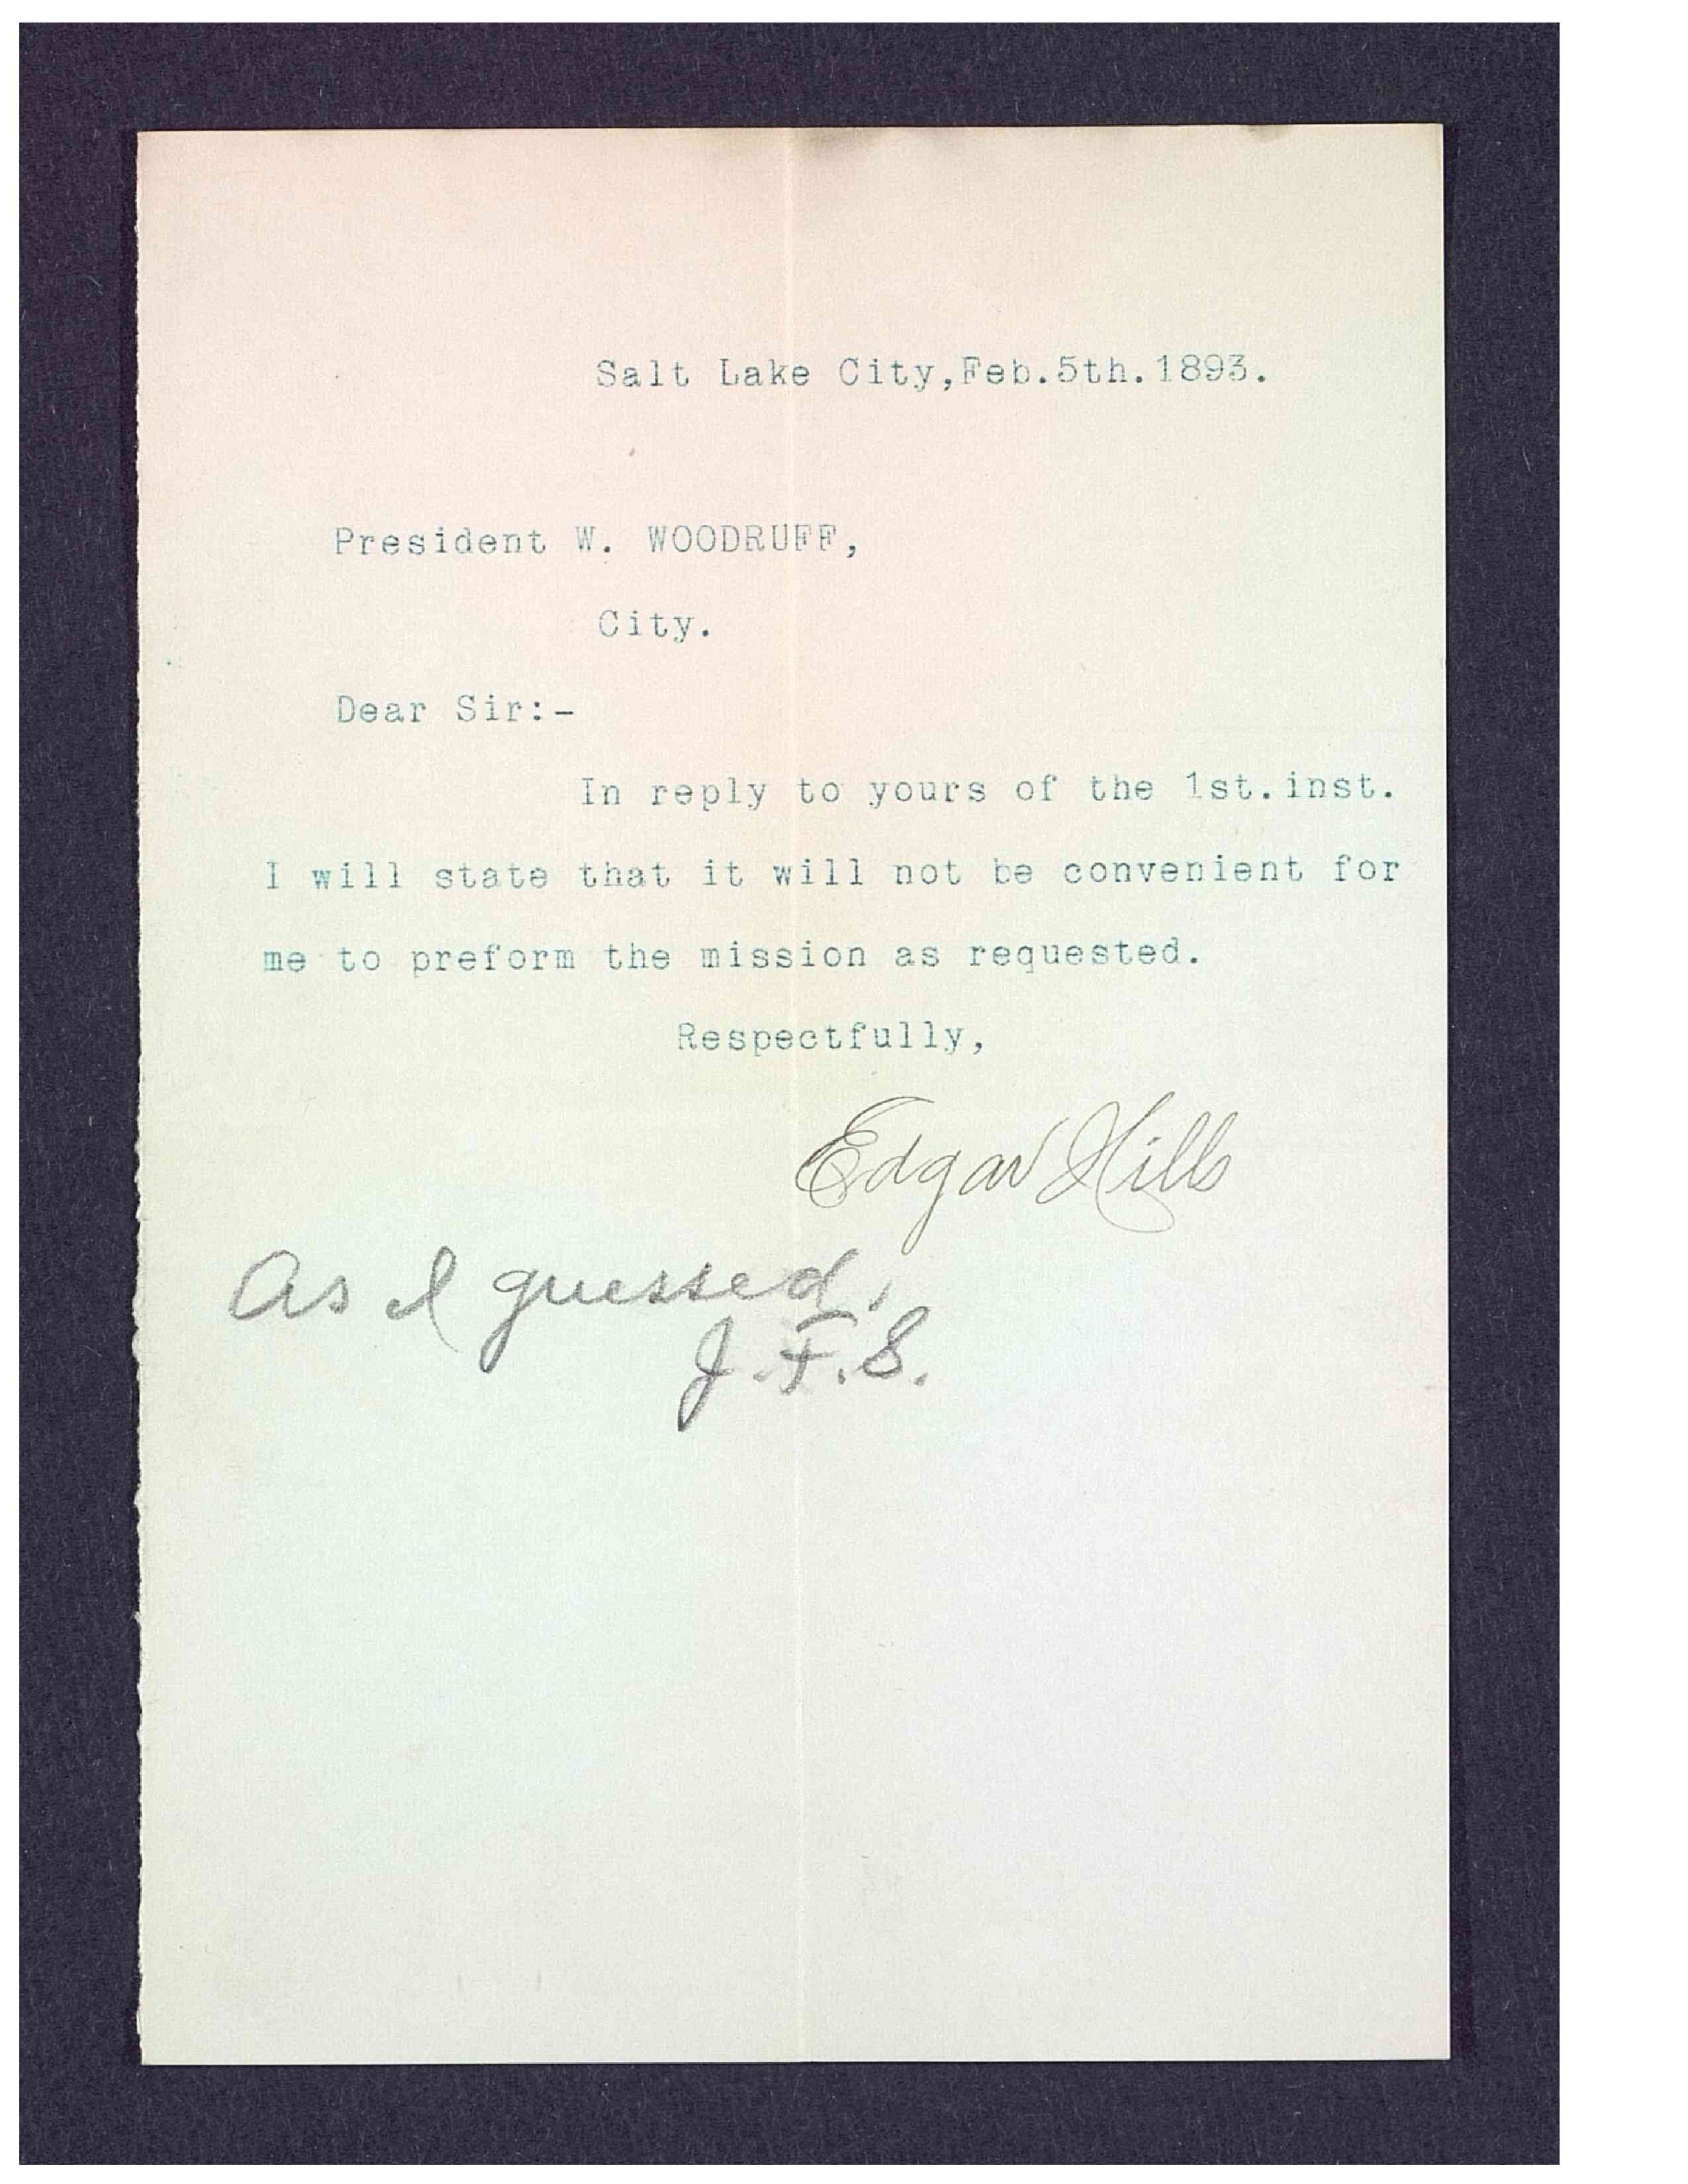 Salt Lake City,Feb.5th.1893.
President W. WOODRUFF,
City.
Dear Sir:-
In reply to yours of the 1st.inst.
I will state that it will not be convenient for
me to preform the mission as requested.
Respectfully,
Edgar Hills
As I guessed.
J.F.S.